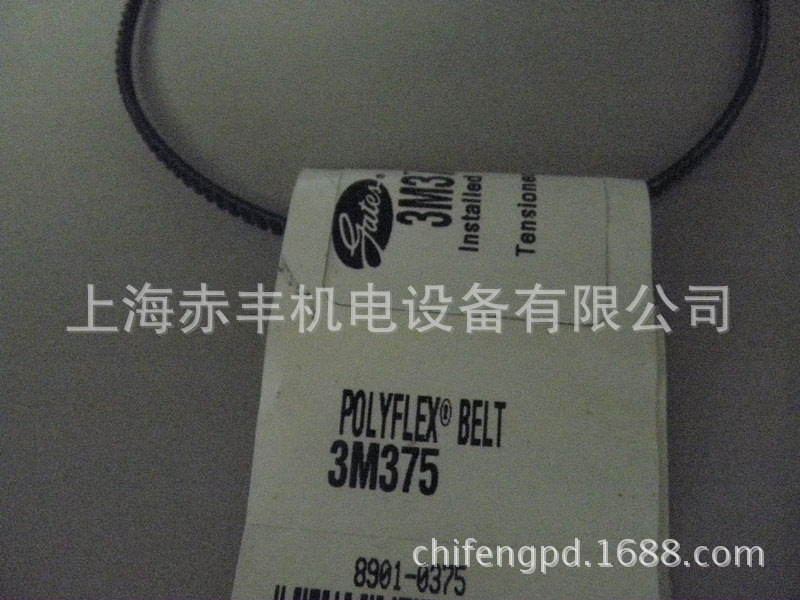 Gates®
3M3
Installed
Tensione
上海赤丰机电设备有限公司
POLYFLEX® BELT
3M375
chifengpd.1688.com
8901-0375